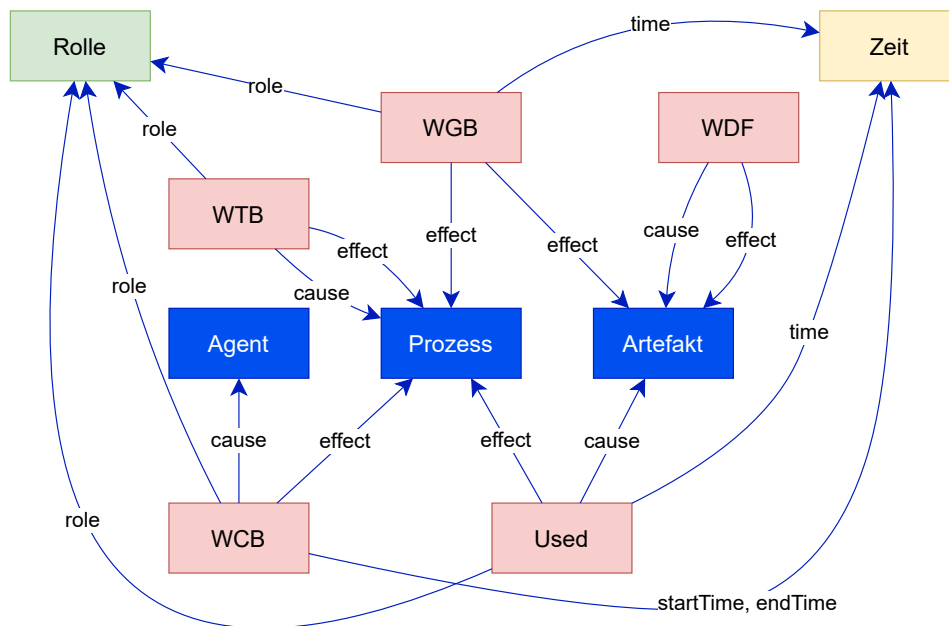 time
Rolle
Zeit
role
WGB
WDF
role
WTB
effect
effect
cause
effect
effect
cause
role
Agent
Prozess
Artefakt
time
cause
effect
effect
cause
role
WCB
Used
startTime, endTime